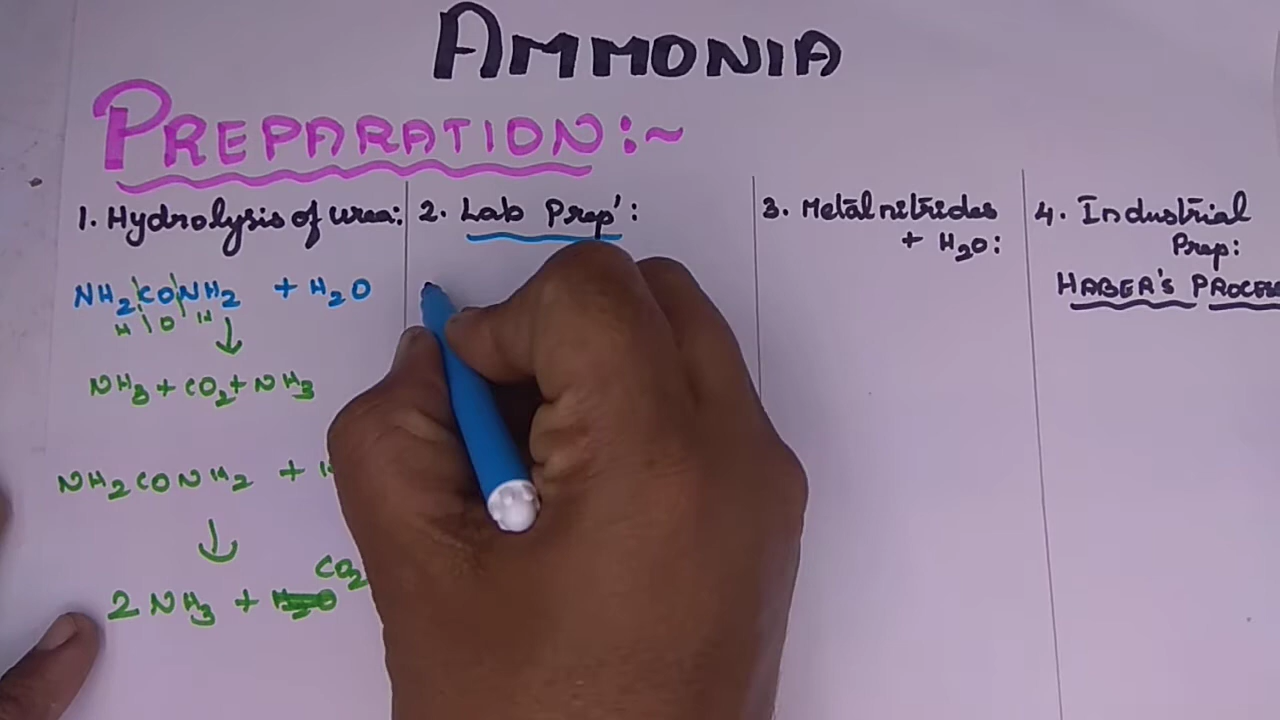 AMMONIA
PREPARATION:~
1. Hydrolysis of urea:
NH2CONH2 + H2O
H O H
↓
NH3 + CO2 + NH3
NH2CONH2 +
↓
CO2
2NH3 +
2. Lab Prep':
3. Metal nitrides
+ H2O:
4. Industrial
Prep:
HABER'S PROCESS